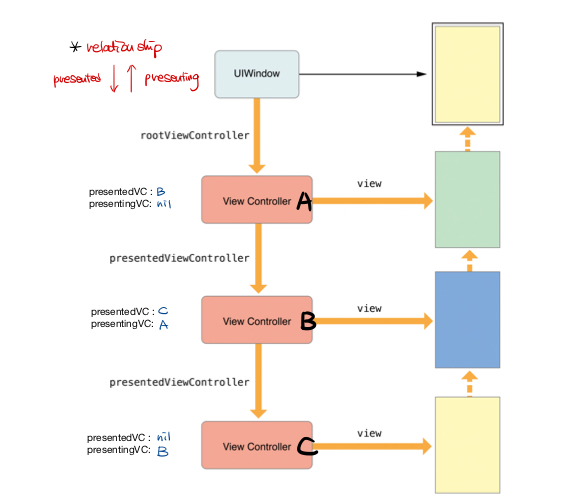 * relationship
presented ↓ ↑ presenting
UIWindow
rootViewController
presentedVC : B
presentingVC: nil
View Controller A
view
presentedViewController
presentedVC : C
presentingVC: A
View Controller B
view
presentedViewController
presentedVC : nil
presentingVC: B
View Controller C
view